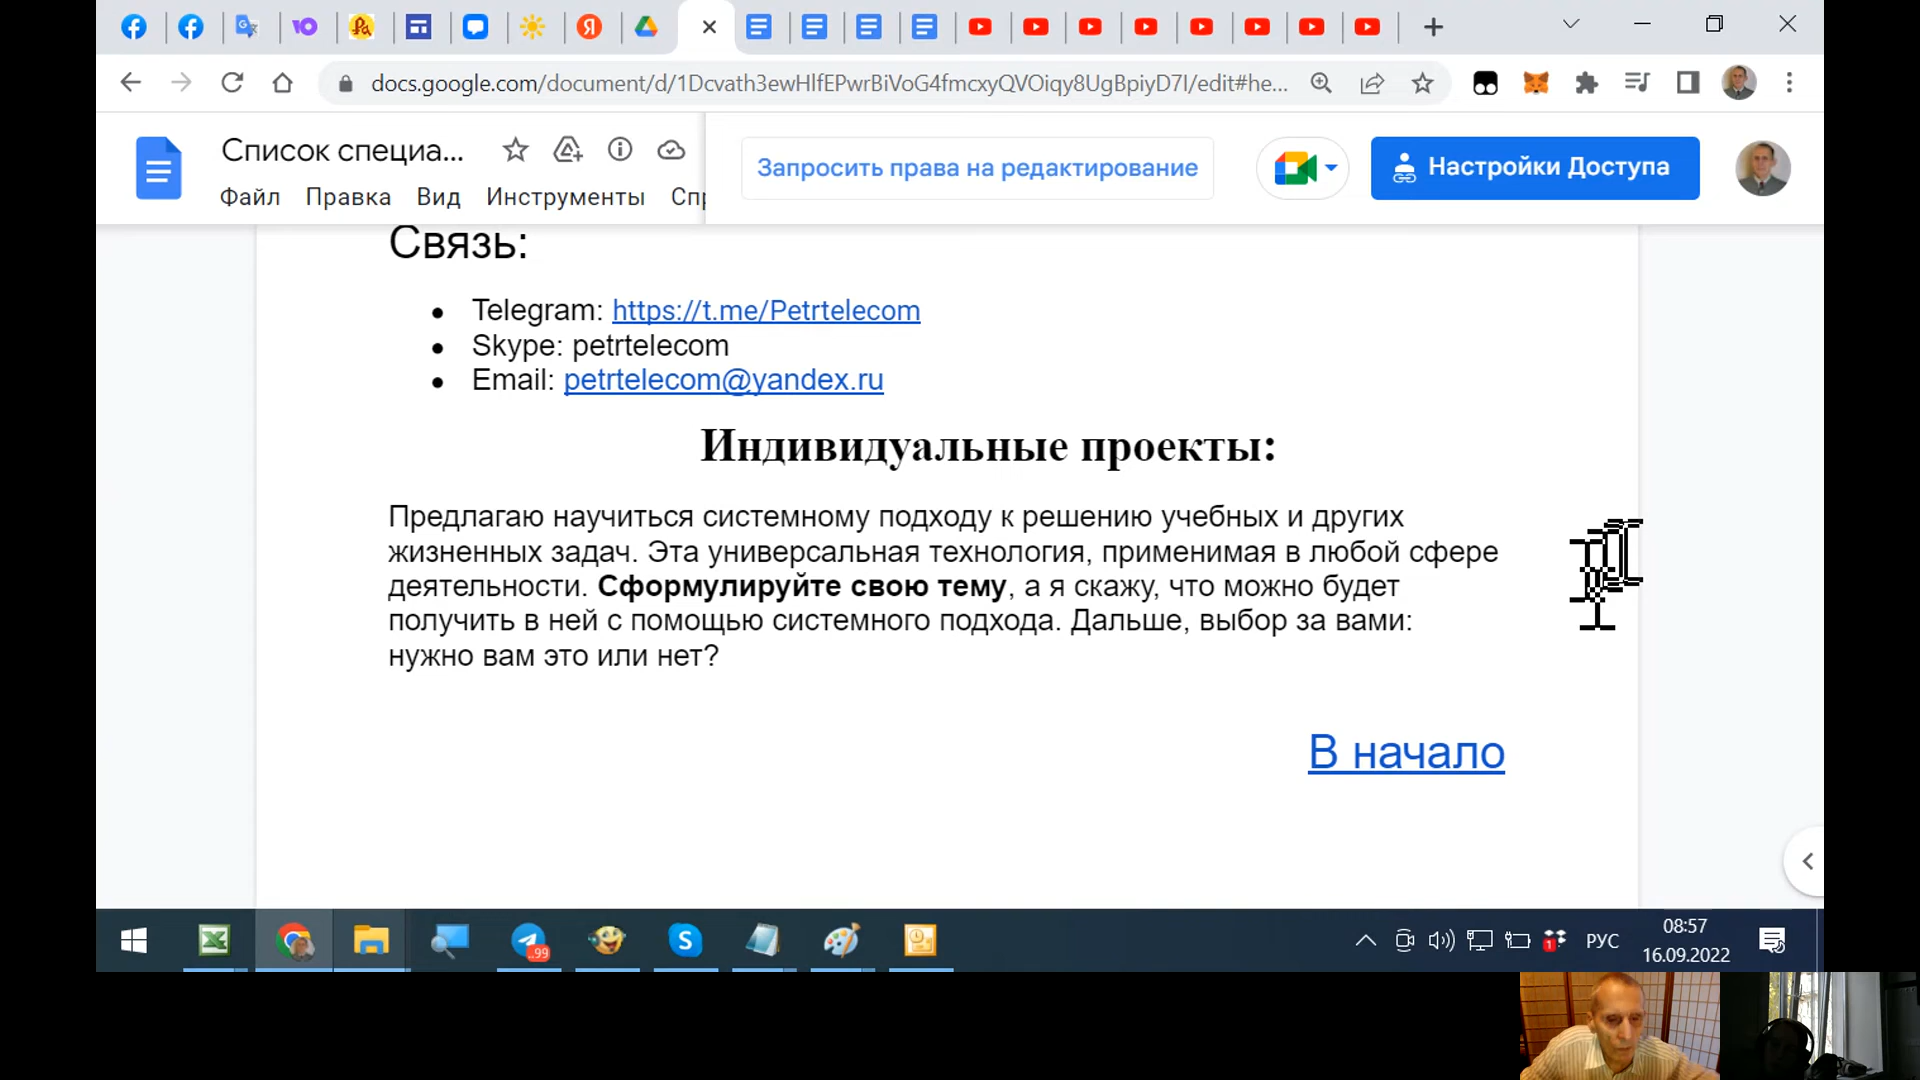 docs.google.com/document/d/1Dcvath3ewHlfEPwrBiVoG4fmcxyQVOiqy8UgBpiyD7I/edit#he...
Список специа...
Запросить права на редактирование
Настройки Доступа
Файл Правка Вид Инструменты Спр
Связь:
Telegram: https://t.me/Petrtelecom
Skype: petrtelecom
Email: petrtelecom@yandex.ru
Индивидуальные проекты:
Предлагаю научиться системному подходу к решению учебных и других
жизненных задач. Эта универсальная технология, применимая в любой сфере
деятельности. Сформулируйте свою тему, а я скажу, что можно будет
получить в ней с помощью системного подхода. Дальше, выбор за вами:
нужно вам это или нет?
В начало
..99
1
РУС
08:57
16.09.2022